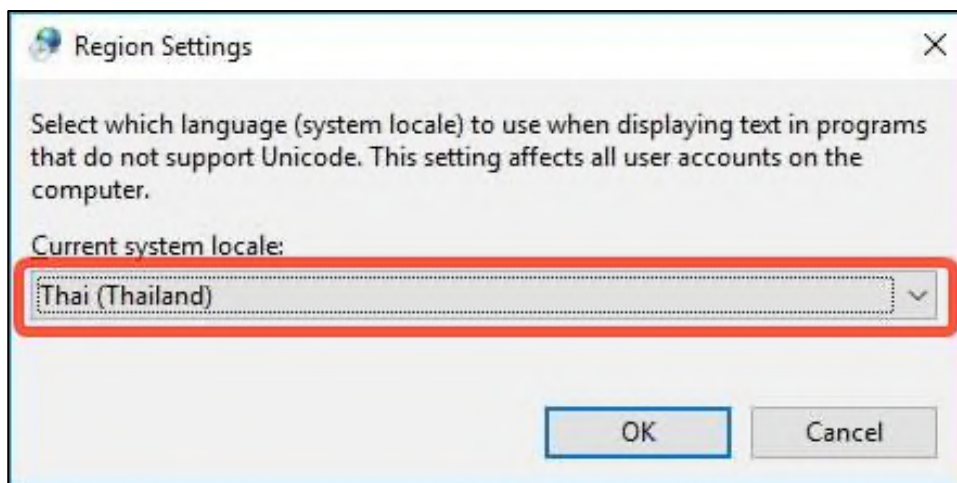 Region Settings
Select which language (system locale) to use when displaying text in programs
that do not support Unicode. This setting affects all user accounts on the
computer.
Current system locale:
Thai (Thailand)
OK
Cancel